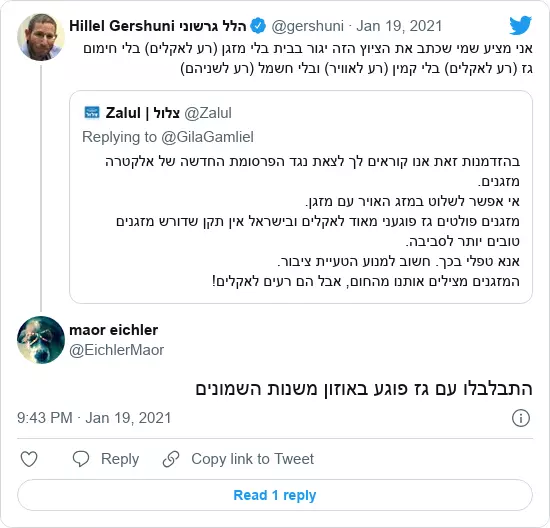 Hillel Gershuni הלל גרשוני @gershuni · Jan 19, 2021
אני מציע שמי שכתב את הציוץ הזה יגור בבית בלי מזגן (רע לאקלים) בלי חימום
גז (רע לאקלים) בלי קמין (רע לאוויר) ובלי חשמל (רע לשניהם)
Zalul | צלול @Zalul
Replying to @GilaGamliel
בהזדמנות זאת אנו קוראים לך לצאת נגד הפרסומת החדשה של אלקטרה
מזגנים.
אי אפשר לשלוט במזג האויר עם מזגן.
מזגנים פולטים גז פוגעני מאוד לאקלים ובישראל אין תקן שדורש מזגנים
טובים יותר לסביבה.
אנא טפלי בכך. חשוב למנוע הטעיית ציבור.
המזגנים מצילים אותנו מהחום, אבל הם רעים לאקלים!
maor eichler
@EichlerMaor
התבלבלו עם גז פוגע באוזון משנות השמונים
9:43 PM · Jan 19, 2021
Reply Copy link to Tweet
Read 1 reply